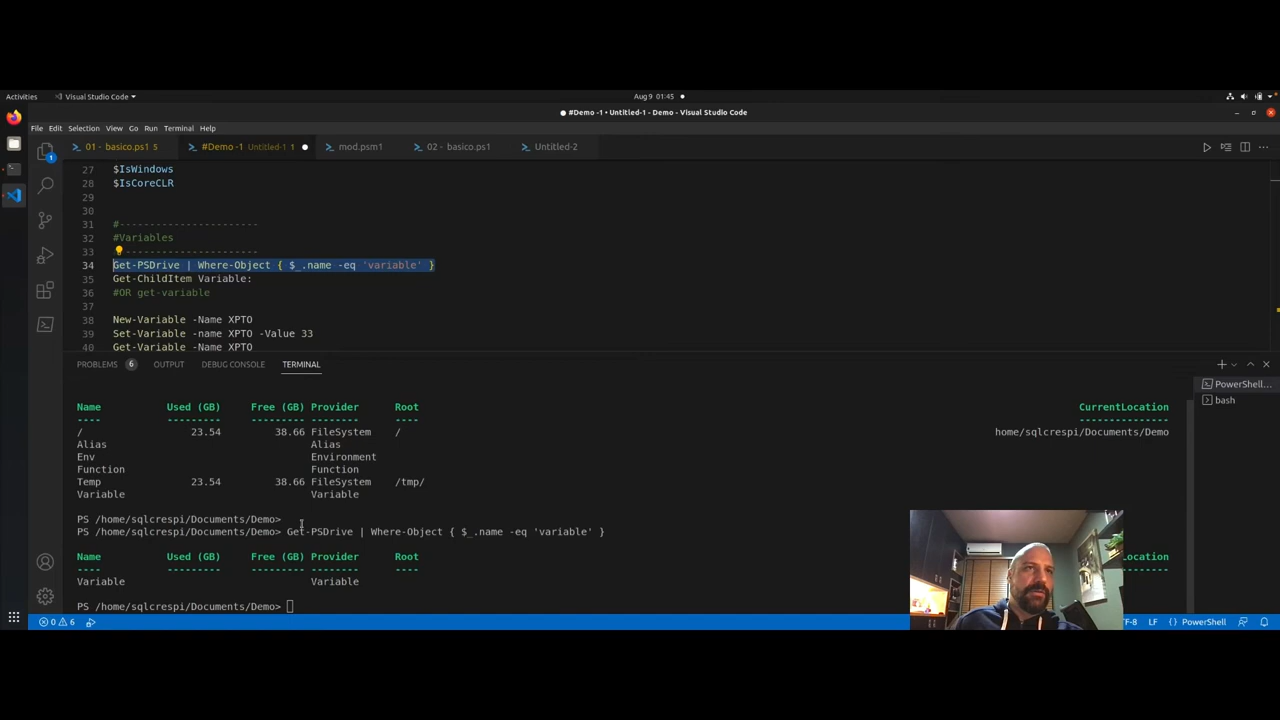 Activities Visual Studio Code Aug 9 01:45
#Demo -1 • Untitled-1 - Demo - Visual Studio Code
File Edit Selection View Go Run Terminal Help
01 - basico.ps1 5 #Demo -1 Untitled-1 1 mod.psm1 02 - basico.ps1 Untitled-2
27 $IsWindows
28 $IsCoreCLR
29
30
31 #-----------------------
32 #Variables
33 -----------------------
34 Get-PSDrive | Where-Object { $_.name -eq 'variable' }
35 Get-ChildItem Variable:
36 #OR get-variable
37
38 New-Variable -Name XPTO
39 Set-Variable -name XPTO -Value 33
40 Get-Variable -Name XPTO
PROBLEMS 6 OUTPUT DEBUG CONSOLE TERMINAL
PowerShell...
bash
Name Used (GB) Free (GB) Provider Root CurrentLocation
---- --------- --------- -------- ---- ---------------
/ 23.54 38.66 FileSystem / home/sqlcrespi/Documents/Demo
Alias Alias
Env Environment
Function Function
Temp 23.54 38.66 FileSystem /tmp/
Variable Variable
PS /home/sqlcrespi/Documents/Demo>
PS /home/sqlcrespi/Documents/Demo> Get-PSDrive | Where-Object { $_.name -eq 'variable' }
Name Used (GB) Free (GB) Provider Root Location
---- --------- --------- -------- ---- --------
Variable Variable
PS /home/sqlcrespi/Documents/Demo>
0 6 TF-8 LF {} PowerShell